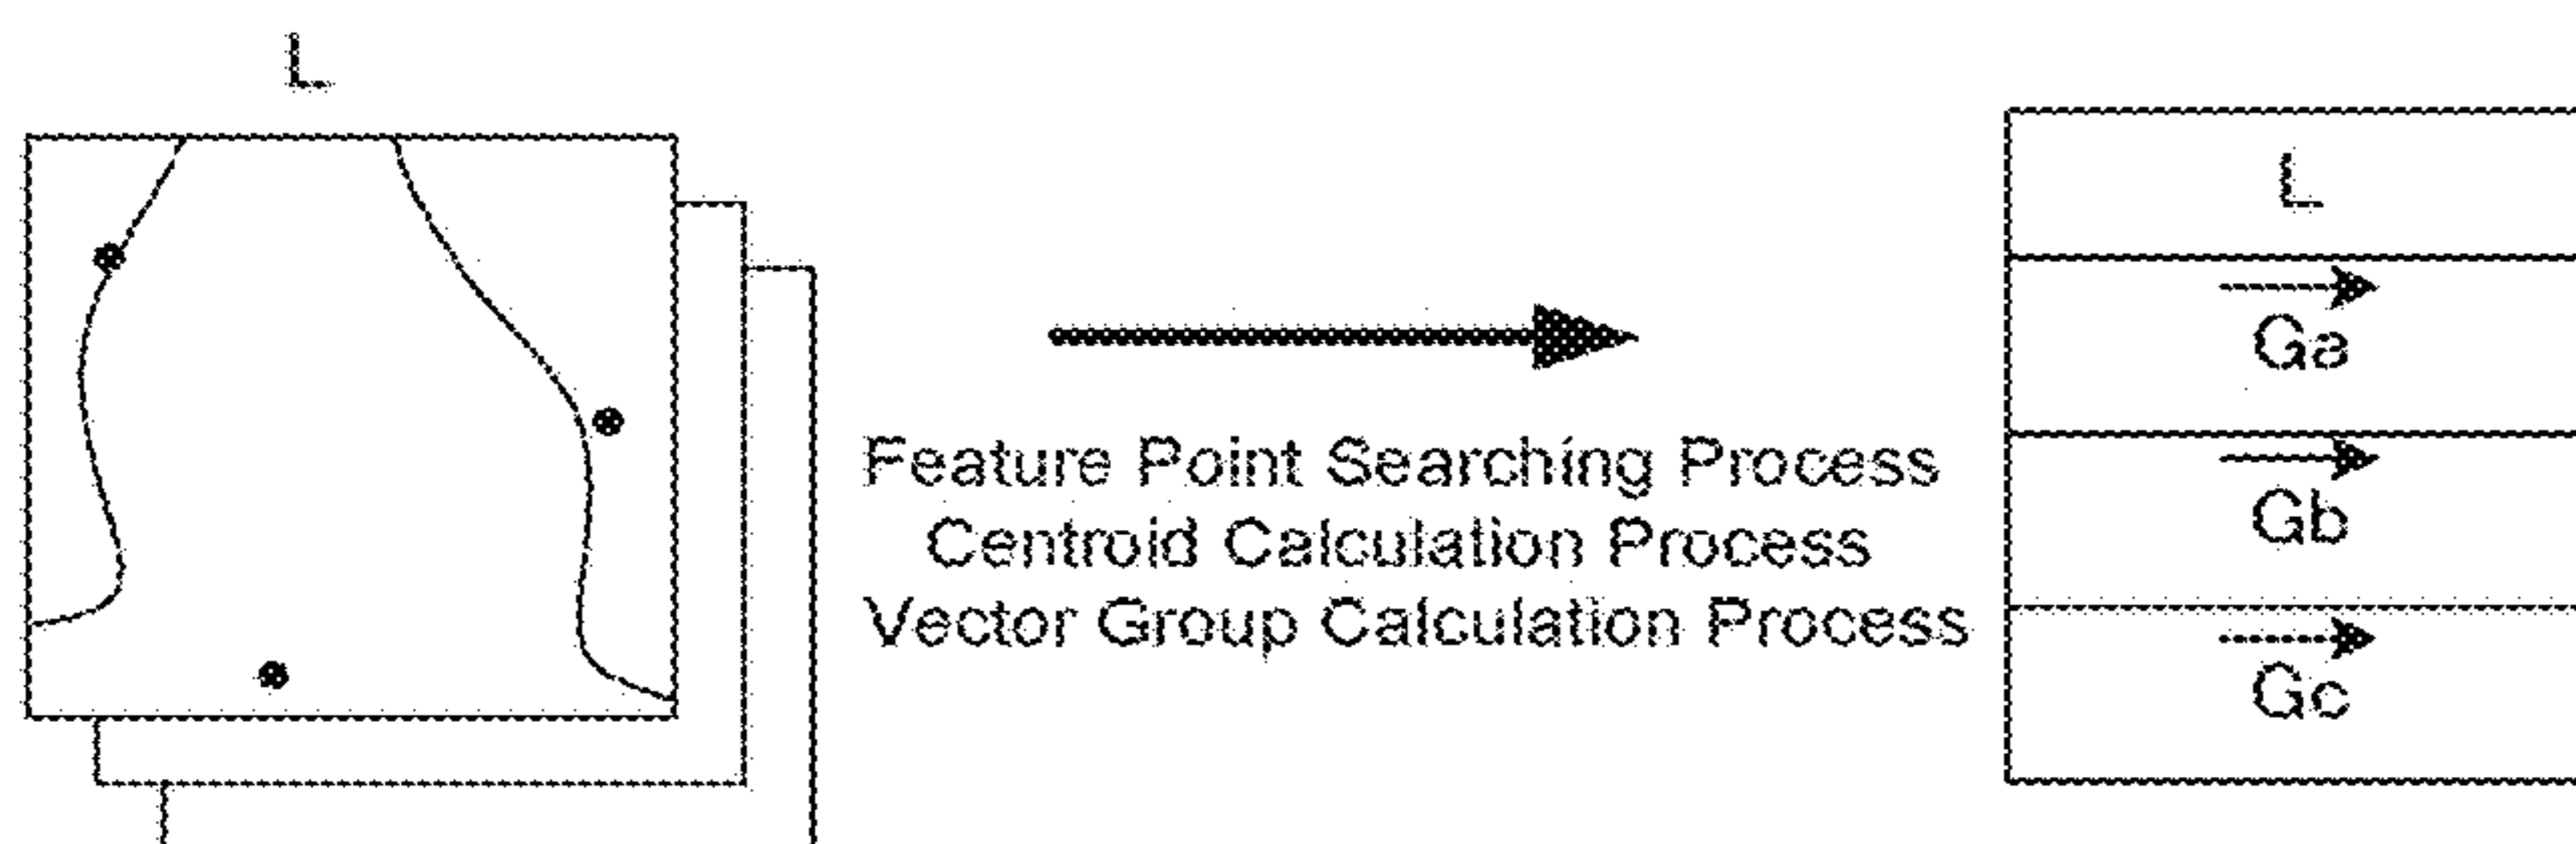 L
Feature Point Searching Process
Centroid Calculation Process
Vector Group Calculation Process
L
Ga
Gb
Gc